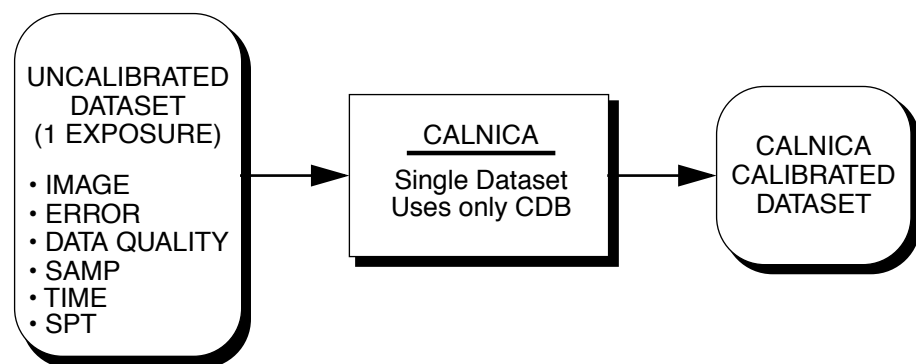 UNCALIBRATED
DATASET
(1 EXPOSURE)
• IMAGE
• ERROR
• DATA QUALITY
• SAMP
• TIME
• SPT
CALNICA
Single Dataset
Uses only CDB
CALNICA
CALIBRATED
DATASET